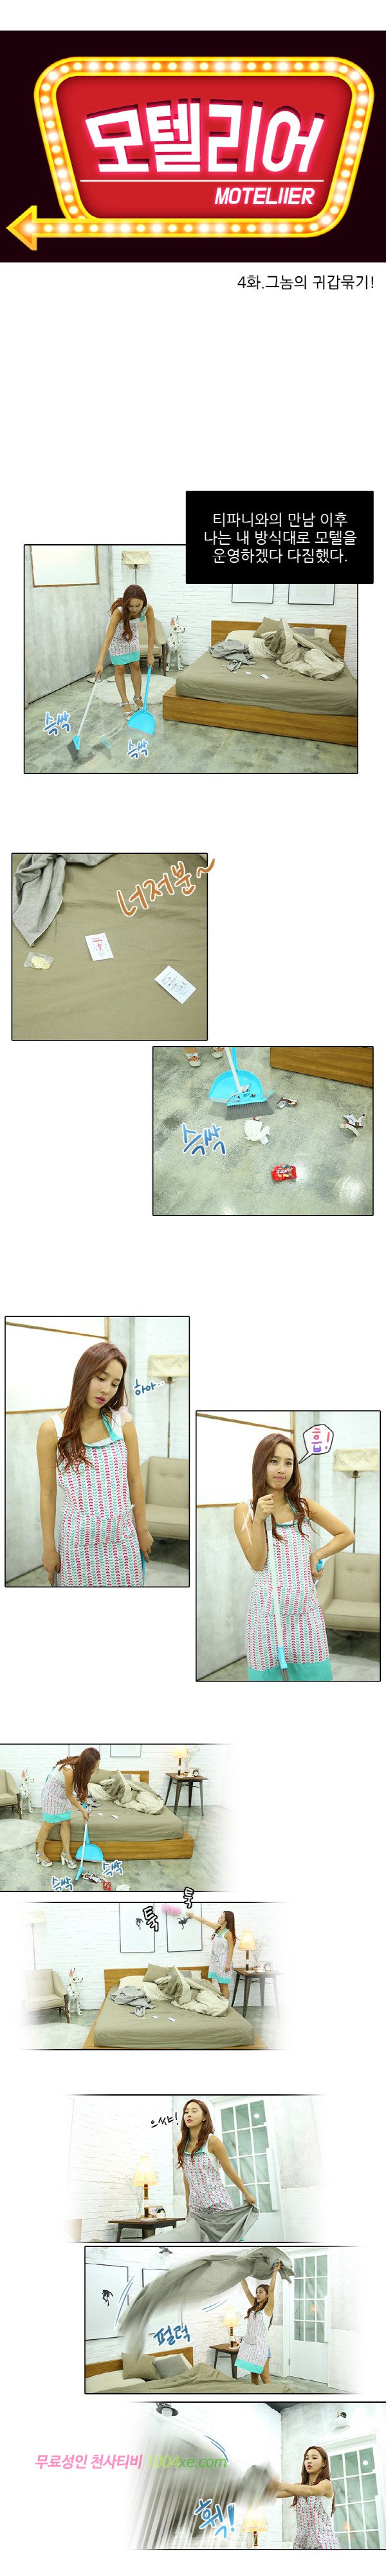 모텔리어
MOTELIIER
4화.그놈의 귀갑묶기!
티파니와의 만남 이후
나는 내 방식대로 모텔을
운영하겠다 다짐했다.
슥싹
슥싹
너저분~
슥싹
하아..
흠!
슥싹
슥싹
툭
툭
으쌰!
펄럭
무료성인 천사티비 1004xe.com
휙!